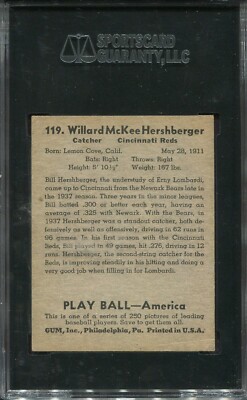 SPORTSCARD
GUARANTY, LLC
119. Willard McKee Hershberger
Catcher Cincinnati Reds
Born: Lemon Cove, Calif. May 28, 1911
Bats: Right Throws: Right
Height: 5' 10½" Weight: 167 lbs.
Bill Hershberger, the understudy of Erny Lombardi,
came up to Cincinnati from the Newark Bears late
in the 1937 season. In three years in the minor leagues,
Bill batted .300 or better each year, having an
average of .325 with Newark. With the Bears, in
1937 Hershberger was a standout catcher, both
defensively as well as offensively, driving in 62 runs in
96 games. In his first season with the Cincinnati
Reds, Bill played in 49 games, hit .276, driving in 12
runs. Hershberger, the second-string catcher for the
Reds, is improving steadily in his hitting and doing a
very good job when filling in for Lombardi.
PLAY BALL—America
This is one of a series of 250 pictures of leading
baseball players. Save to get them all.
GUM, Inc., Philadelphia, Pa. Printed in U.S.A.